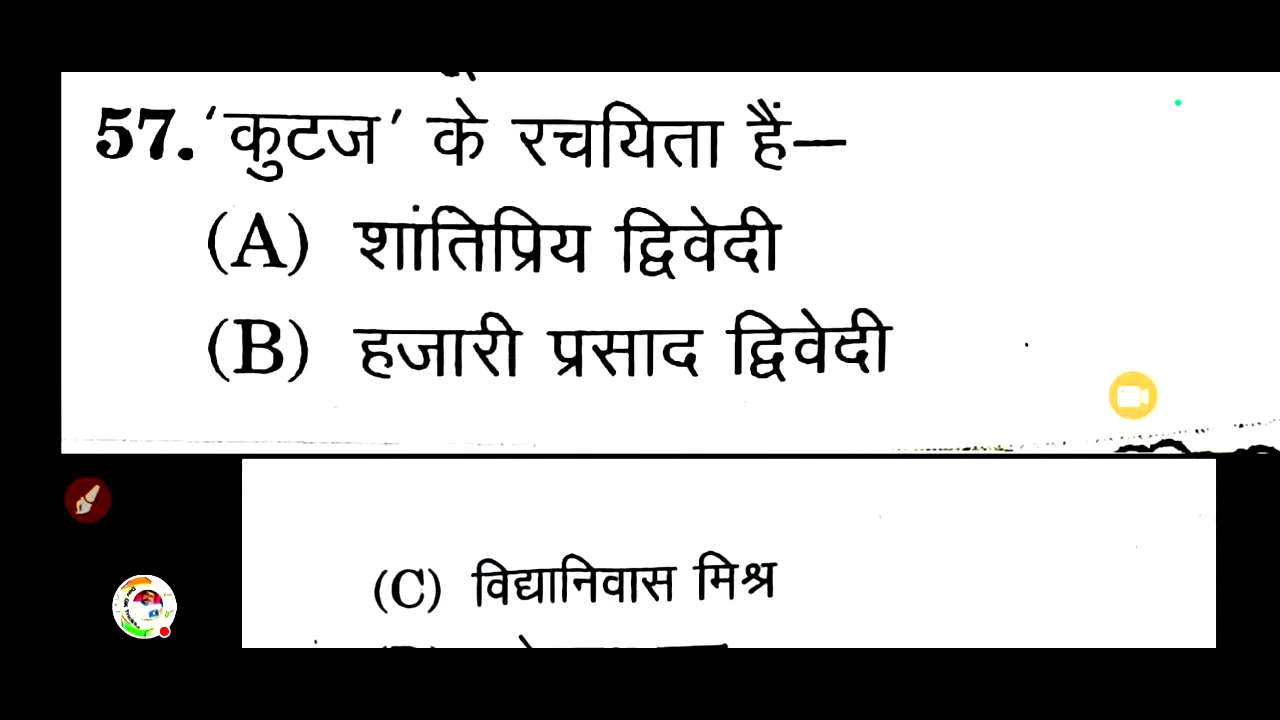 57. 'कुटज' के रचयिता हैं—
(A) शांतिप्रिय द्विवेदी
(B) हजारी प्रसाद द्विवेदी
(C) विद्यानिवास मिश्र